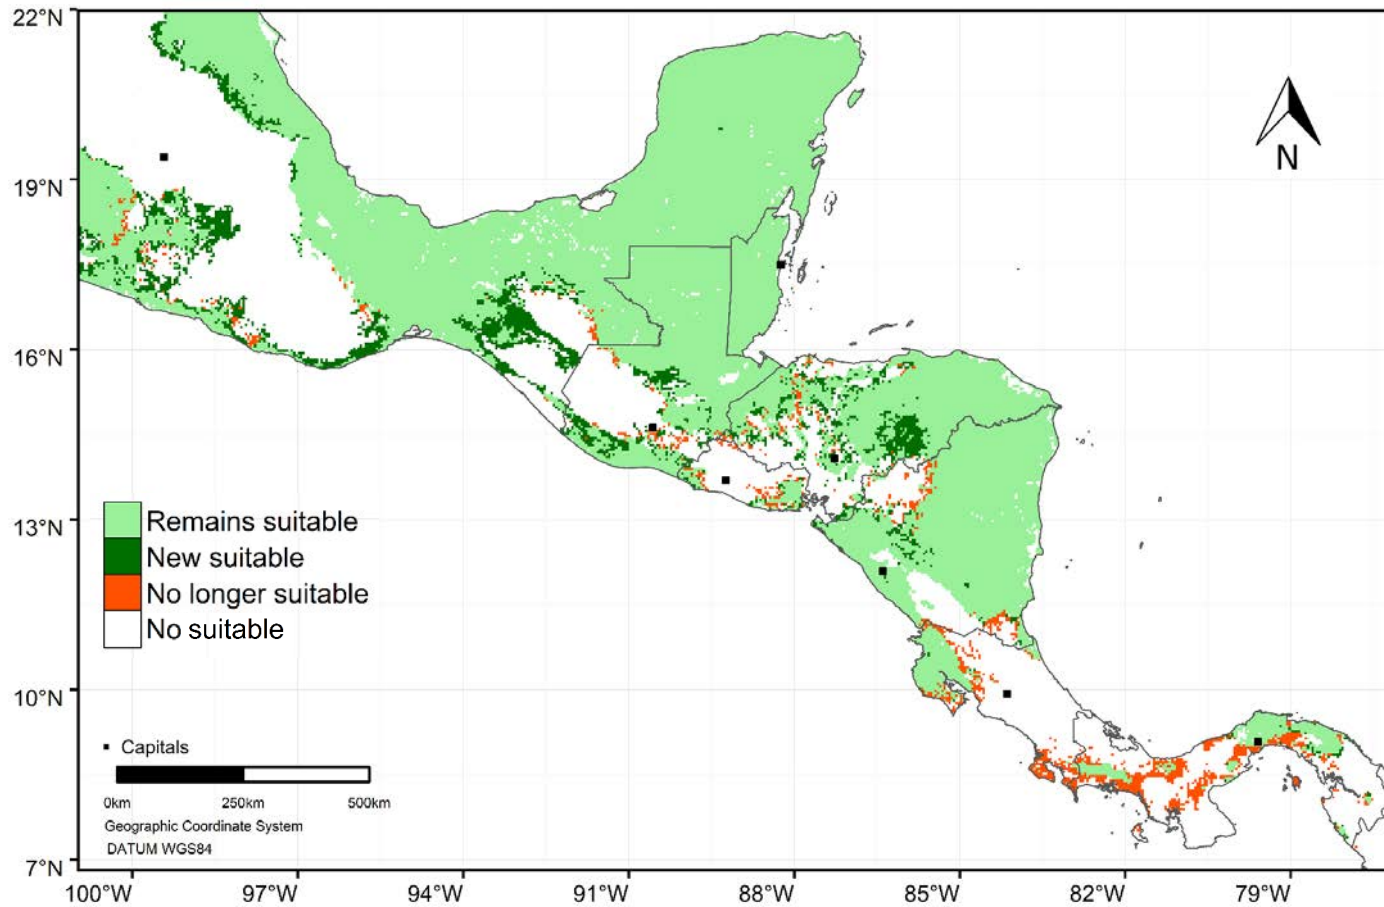 22°N
19°N
16°N
13°N
10°N
7°N
N
Remains suitable
New suitable
No longer suitable
No suitable
Capitals
0km 250km 500km
Geographic Coordinate System
DATUM WGS84
100°W 97°W 94°W 91°W 88°W 85°W 82°W 79°W